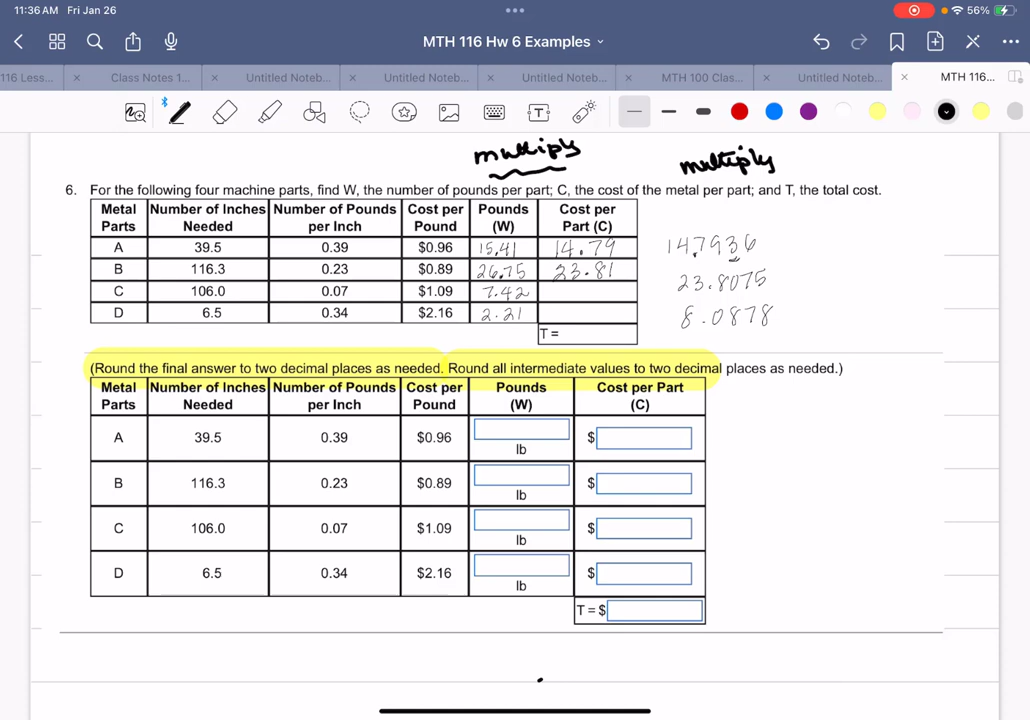 11:36 AM Fri Jan 26
56%
MTH 116 Hw 6 Examples
116 Less...
Class Notes 1...
Untitled Noteb...
Untitled Noteb...
Untitled Noteb...
MTH 100 Clas...
Untitled Noteb...
MTH 116...
multiply multiply
6. For the following four machine parts, find W, the number of pounds per part; C, the cost of the metal per part; and T, the total cost.
Metal Parts Number of Inches Needed Number of Pounds per Inch Cost per Pound Pounds (W) Cost per Part (C)
A 39.5 0.39 $0.96 15.41 14.79 14.7936
B 116.3 0.23 $0.89 26.75 23.81 23.8075
C 106.0 0.07 $1.09 7.42
D 6.5 0.34 $2.16 2.21 8.0878
T =
(Round the final answer to two decimal places as needed. Round all intermediate values to two decimal places as needed.)
Metal Parts Number of Inches Needed Number of Pounds per Inch Cost per Pound Pounds (W) Cost per Part (C)
A 39.5 0.39 $0.96 lb $
B 116.3 0.23 $0.89 lb $
C 106.0 0.07 $1.09 lb $
D 6.5 0.34 $2.16 lb $
T = $